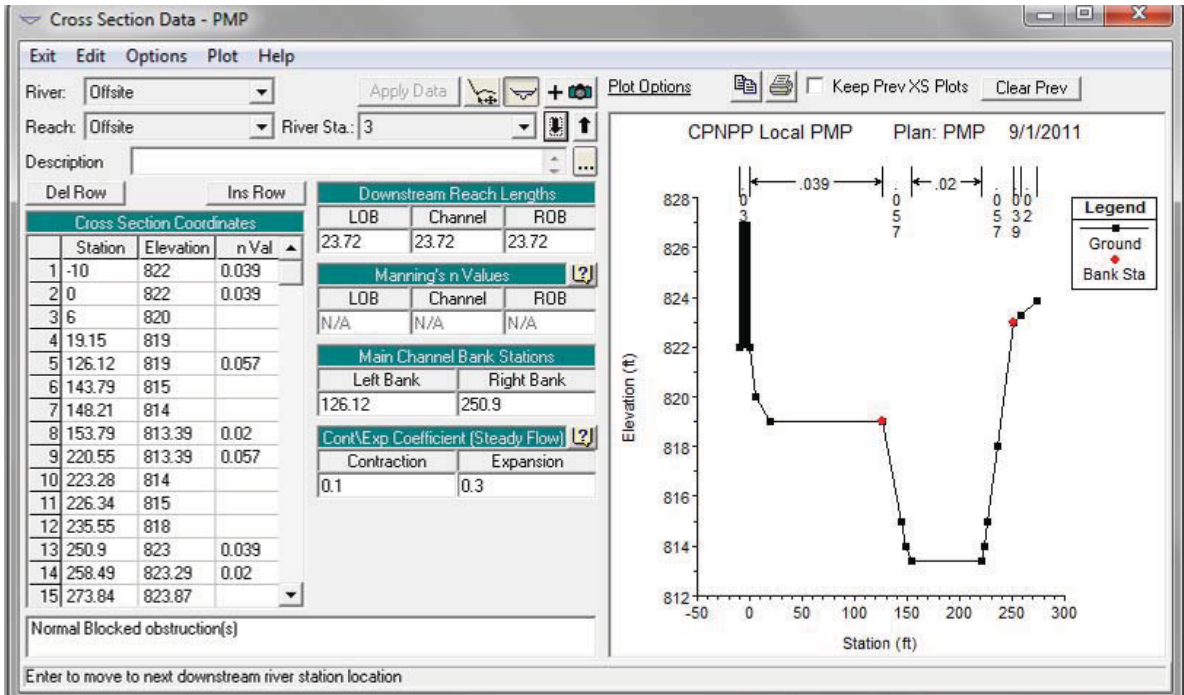 Cross Section Data - PMP
Exit Edit Options Plot Help
River: Offsite Apply Data
Reach: Offsite River Sta.: 3
Description ...
Del Row Ins Row
Cross Section Coordinates
Station Elevation n Val
1 -10 822 0.039
2 0 822 0.039
3 6 820
4 19.15 819
5 126.12 819 0.057
6 143.79 815
7 148.21 814
8 153.79 813.39 0.02
9 220.55 813.39 0.057
10 223.28 814
11 226.34 815
12 235.55 818
13 250.9 823 0.039
14 258.49 823.29 0.02
15 273.84 823.87
Downstream Reach Lengths
LOB Channel ROB
23.72 23.72 23.72
Manning's n Values
LOB Channel ROB
N/A N/A N/A
Main Channel Bank Stations
Left Bank Right Bank
126.12 250.9
Cont\Exp Coefficient (Steady Flow)
Contraction Expansion
0.1 0.3
Normal Blocked obstruction(s)
Enter to move to next downstream river station location
Plot Options Keep Prev XS Plots Clear Prev
CPNPP Local PMP Plan: PMP 9/1/2011
.039 .057 .02 .057 .039 .02
Legend
Ground
Bank Sta
Elevation (ft)
828
826
824
822
820
818
816
814
812
-50 0 50 100 150 200 250 300
Station (ft)